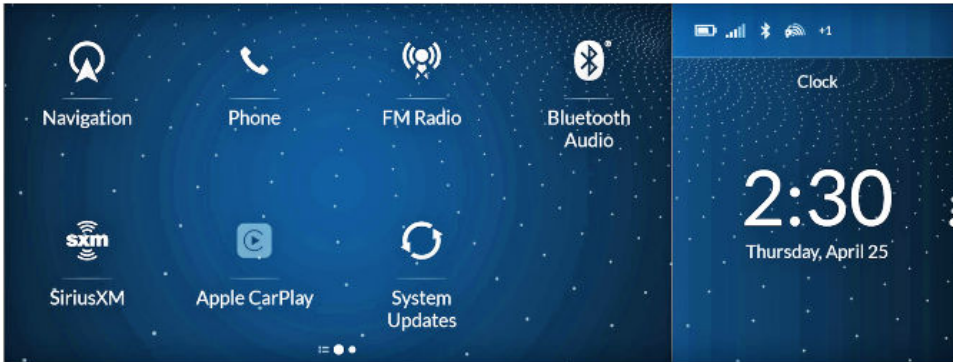 Navigation
Phone
FM Radio
Bluetooth
Audio
sxm
SiriusXM
Apple CarPlay
System
Updates
+1
Clock
2:30
Thursday, April 25